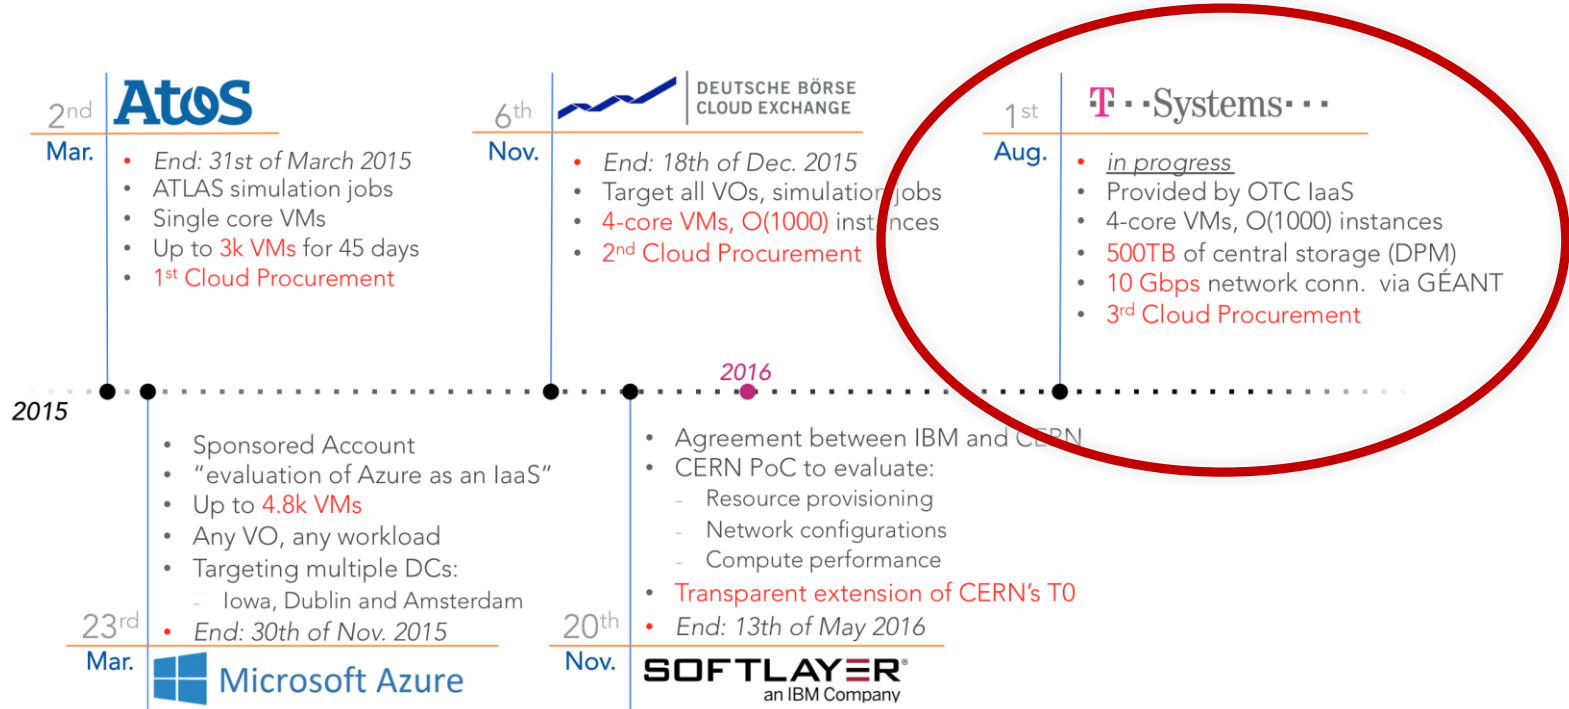 2nd
Mar.
Atos
• End: 31st of March 2015
• ATLAS simulation jobs
• Single core VMs
• Up to 3k VMs for 45 days
• 1st Cloud Procurement
6th
Nov.
DEUTSCHE BÖRSE
CLOUD EXCHANGE
• End: 18th of Dec. 2015
• Target all VOs, simulation jobs
• 4-core VMs, O(1000) instances
• 2nd Cloud Procurement
1st
Aug.
T · · Systems · · ·
• in progress
• Provided by OTC IaaS
• 4-core VMs, O(1000) instances
• 500TB of central storage (DPM)
• 10 Gbps network conn. via GÉANT
• 3rd Cloud Procurement
2015
2016
• Sponsored Account
• “evaluation of Azure as an IaaS”
• Up to 4.8k VMs
• Any VO, any workload
• Targeting multiple DCs:
- Iowa, Dublin and Amsterdam
• End: 30th of Nov. 2015
23rd
Mar.
Microsoft Azure
• Agreement between IBM and CERN
• CERN PoC to evaluate:
- Resource provisioning
- Network configurations
- Compute performance
• Transparent extension of CERN’s T0
• End: 13th of May 2016
20th
Nov.
SOFTLAYER®
an IBM Company